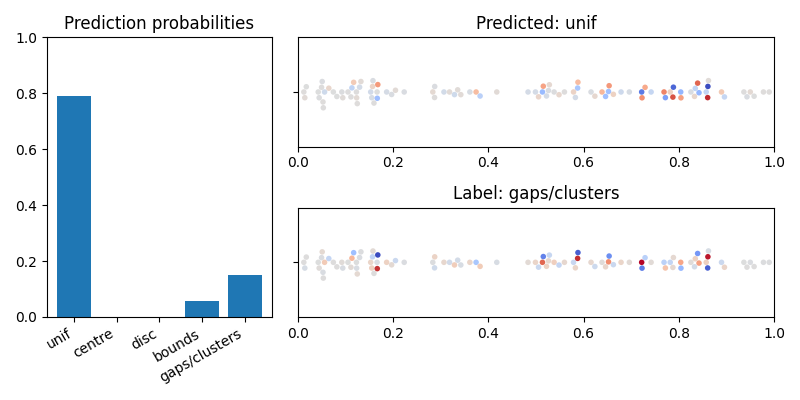 Prediction probabilities
1.0
0.8
0.6
0.4
0.2
0.0
unif
centre
disc
bounds
gaps/clusters
Predicted: unif
0.0 0.2 0.4 0.6 0.8 1.0
Label: gaps/clusters
0.0 0.2 0.4 0.6 0.8 1.0